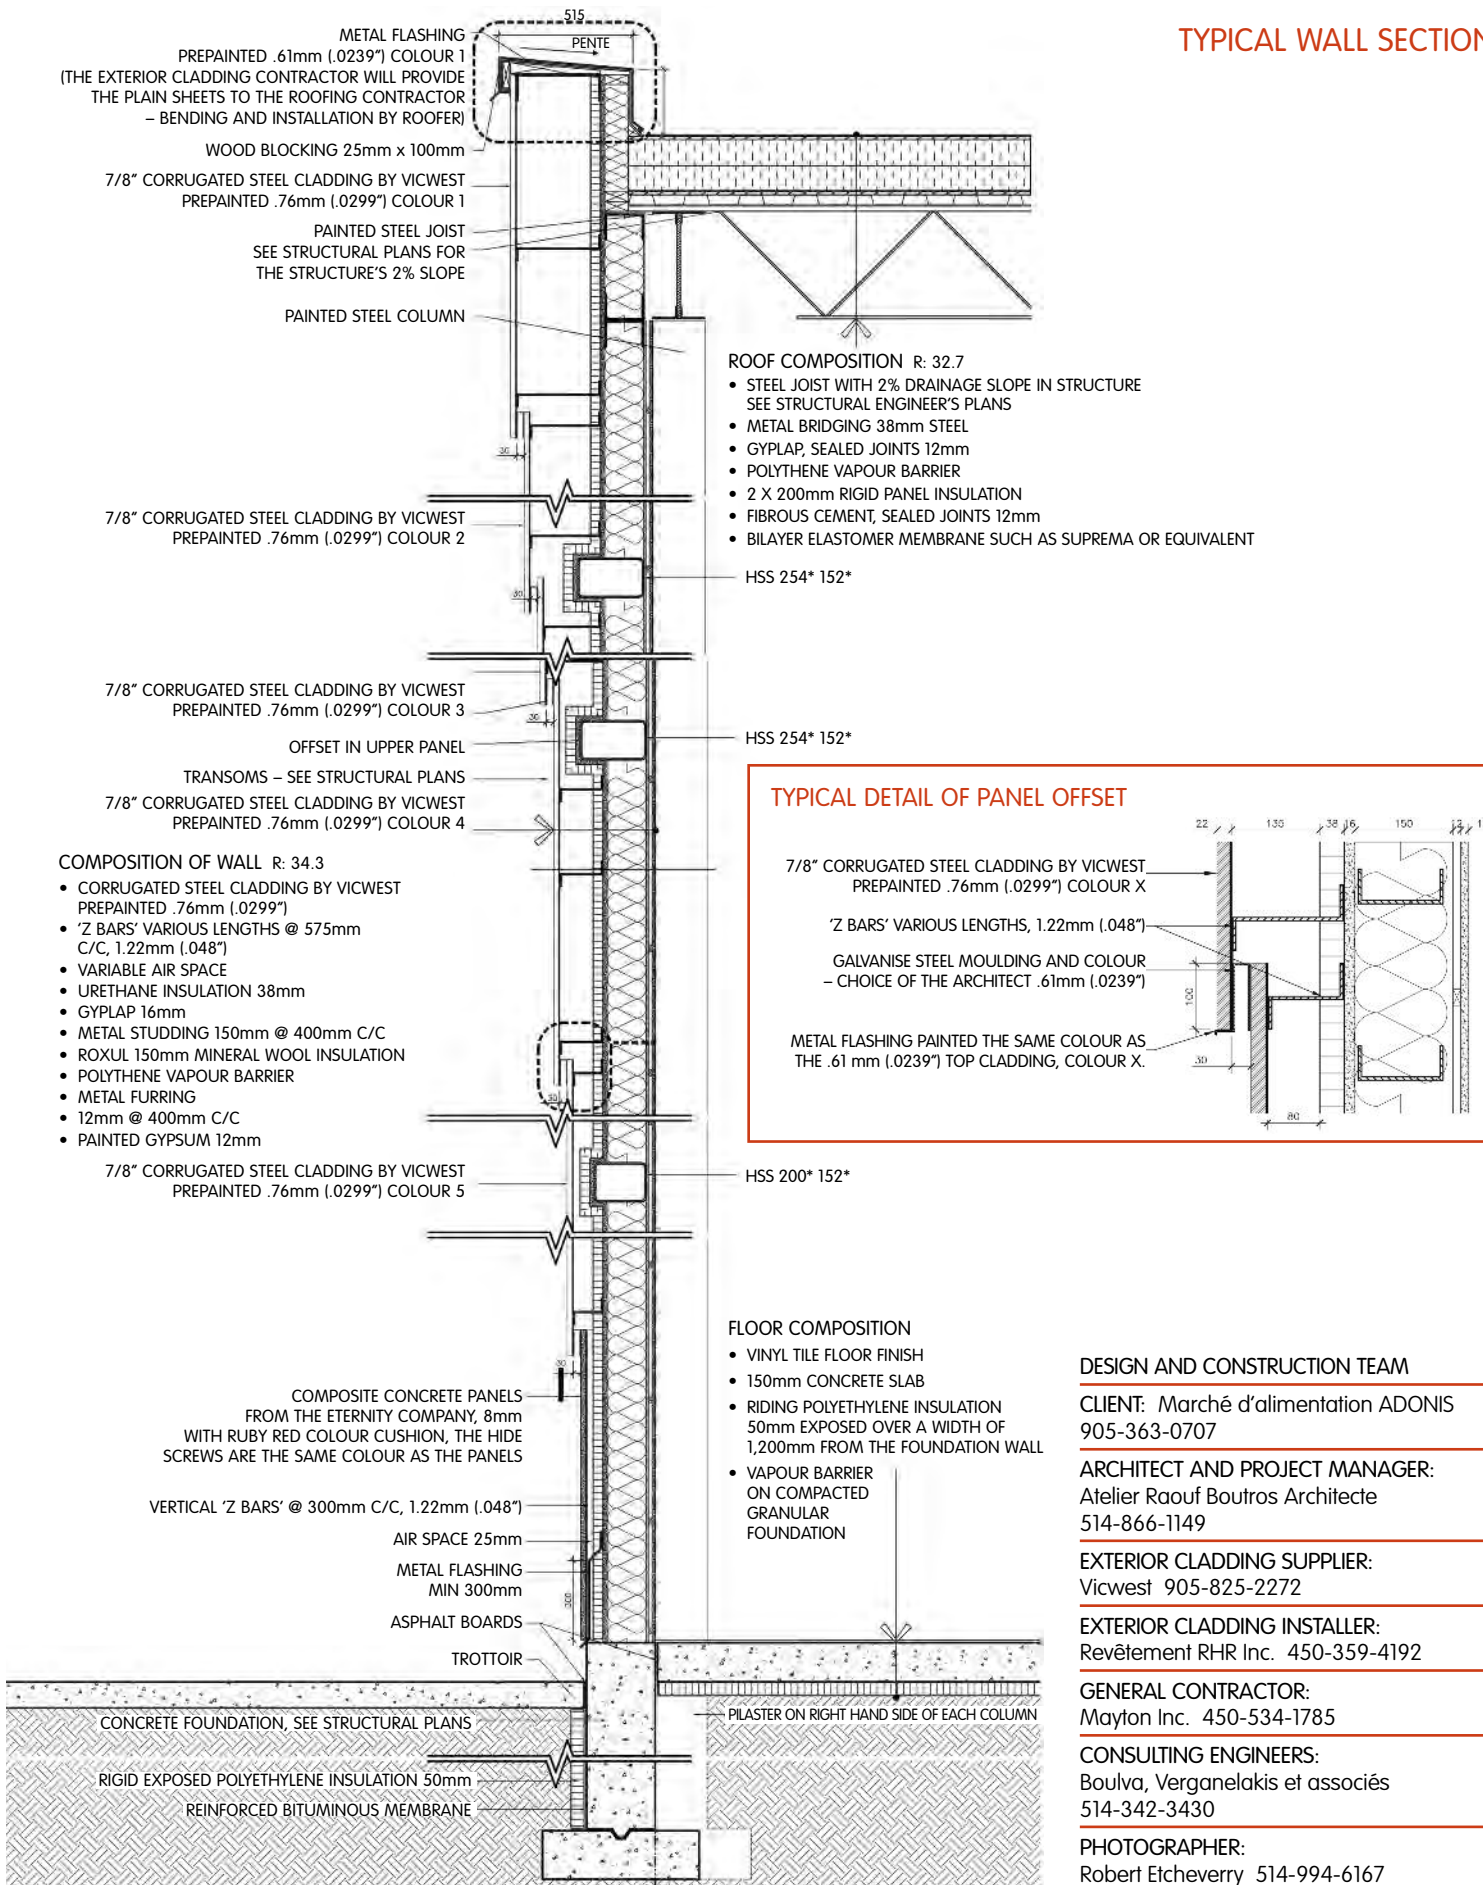 TYPICAL WALL SECTION
515
PENTE
METAL FLASHING
PREPAINTED .61mm (.0239”) COLOUR 1
(THE EXTERIOR CLADDING CONTRACTOR WILL PROVIDE
THE PLAIN SHEETS TO THE ROOFING CONTRACTOR
– BENDING AND INSTALLATION BY ROOFER)
WOOD BLOCKING 25mm x 100mm
7/8” CORRUGATED STEEL CLADDING BY VICWEST
PREPAINTED .76mm (.0299”) COLOUR 1
PAINTED STEEL JOIST
SEE STRUCTURAL PLANS FOR
THE STRUCTURE’S 2% SLOPE
PAINTED STEEL COLUMN
30
7/8” CORRUGATED STEEL CLADDING BY VICWEST
PREPAINTED .76mm (.0299”) COLOUR 2
30
7/8” CORRUGATED STEEL CLADDING BY VICWEST
PREPAINTED .76mm (.0299”) COLOUR 3
30
OFFSET IN UPPER PANEL
TRANSOMS – SEE STRUCTURAL PLANS
7/8” CORRUGATED STEEL CLADDING BY VICWEST
PREPAINTED .76mm (.0299”) COLOUR 4
COMPOSITION OF WALL R: 34.3
• CORRUGATED STEEL CLADDING BY VICWEST
PREPAINTED .76mm (.0299”)
• ‘Z BARS’ VARIOUS LENGTHS @ 575mm
C/C, 1.22mm (.048”)
• VARIABLE AIR SPACE
• URETHANE INSULATION 38mm
• GYPLAP 16mm
• METAL STUDDING 150mm @ 400mm C/C
• ROXUL 150mm MINERAL WOOL INSULATION
• POLYTHENE VAPOUR BARRIER
• METAL FURRING
• 12mm @ 400mm C/C
• PAINTED GYPSUM 12mm
30
7/8” CORRUGATED STEEL CLADDING BY VICWEST
PREPAINTED .76mm (.0299”) COLOUR 5
30
COMPOSITE CONCRETE PANELS
FROM THE ETERNITY COMPANY, 8mm
WITH RUBY RED COLOUR CUSHION, THE HIDE
SCREWS ARE THE SAME COLOUR AS THE PANELS
VERTICAL ‘Z BARS’ @ 300mm C/C, 1.22mm (.048”)
AIR SPACE 25mm
METAL FLASHING
MIN 300mm
300
ASPHALT BOARDS
TROTTOIR
CONCRETE FOUNDATION, SEE STRUCTURAL PLANS
RIGID EXPOSED POLYETHYLENE INSULATION 50mm
REINFORCED BITUMINOUS MEMBRANE
ROOF COMPOSITION R: 32.7
• STEEL JOIST WITH 2% DRAINAGE SLOPE IN STRUCTURE
SEE STRUCTURAL ENGINEER’S PLANS
• METAL BRIDGING 38mm STEEL
• GYPLAP, SEALED JOINTS 12mm
• POLYTHENE VAPOUR BARRIER
• 2 X 200mm RIGID PANEL INSULATION
• FIBROUS CEMENT, SEALED JOINTS 12mm
• BILAYER ELASTOMER MEMBRANE SUCH AS SUPREMA OR EQUIVALENT
HSS 254* 152*
HSS 254* 152*
TYPICAL DETAIL OF PANEL OFFSET
22 135 38 16 150 12
7/8” CORRUGATED STEEL CLADDING BY VICWEST
PREPAINTED .76mm (.0299”) COLOUR X
‘Z BARS’ VARIOUS LENGTHS, 1.22mm (.048”)
GALVANISE STEEL MOULDING AND COLOUR
– CHOICE OF THE ARCHITECT .61mm (.0239”)
100
METAL FLASHING PAINTED THE SAME COLOUR AS
THE .61 mm (.0239”) TOP CLADDING, COLOUR X.
30
80
HSS 200* 152*
FLOOR COMPOSITION
• VINYL TILE FLOOR FINISH
• 150mm CONCRETE SLAB
• RIDING POLYETHYLENE INSULATION
50mm EXPOSED OVER A WIDTH OF
1,200mm FROM THE FOUNDATION WALL
• VAPOUR BARRIER
ON COMPACTED
GRANULAR
FOUNDATION
PILASTER ON RIGHT HAND SIDE OF EACH COLUMN
DESIGN AND CONSTRUCTION TEAM
CLIENT: Marché d’alimentation ADONIS
905-363-0707
ARCHITECT AND PROJECT MANAGER:
Atelier Raouf Boutros Architecte
514-866-1149
EXTERIOR CLADDING SUPPLIER:
Vicwest 905-825-2272
EXTERIOR CLADDING INSTALLER:
Revêtement RHR Inc. 450-359-4192
GENERAL CONTRACTOR:
Mayton Inc. 450-534-1785
CONSULTING ENGINEERS:
Boulva, Verganelakis et associés
514-342-3430
PHOTOGRAPHER:
Robert Etcheverry 514-994-6167